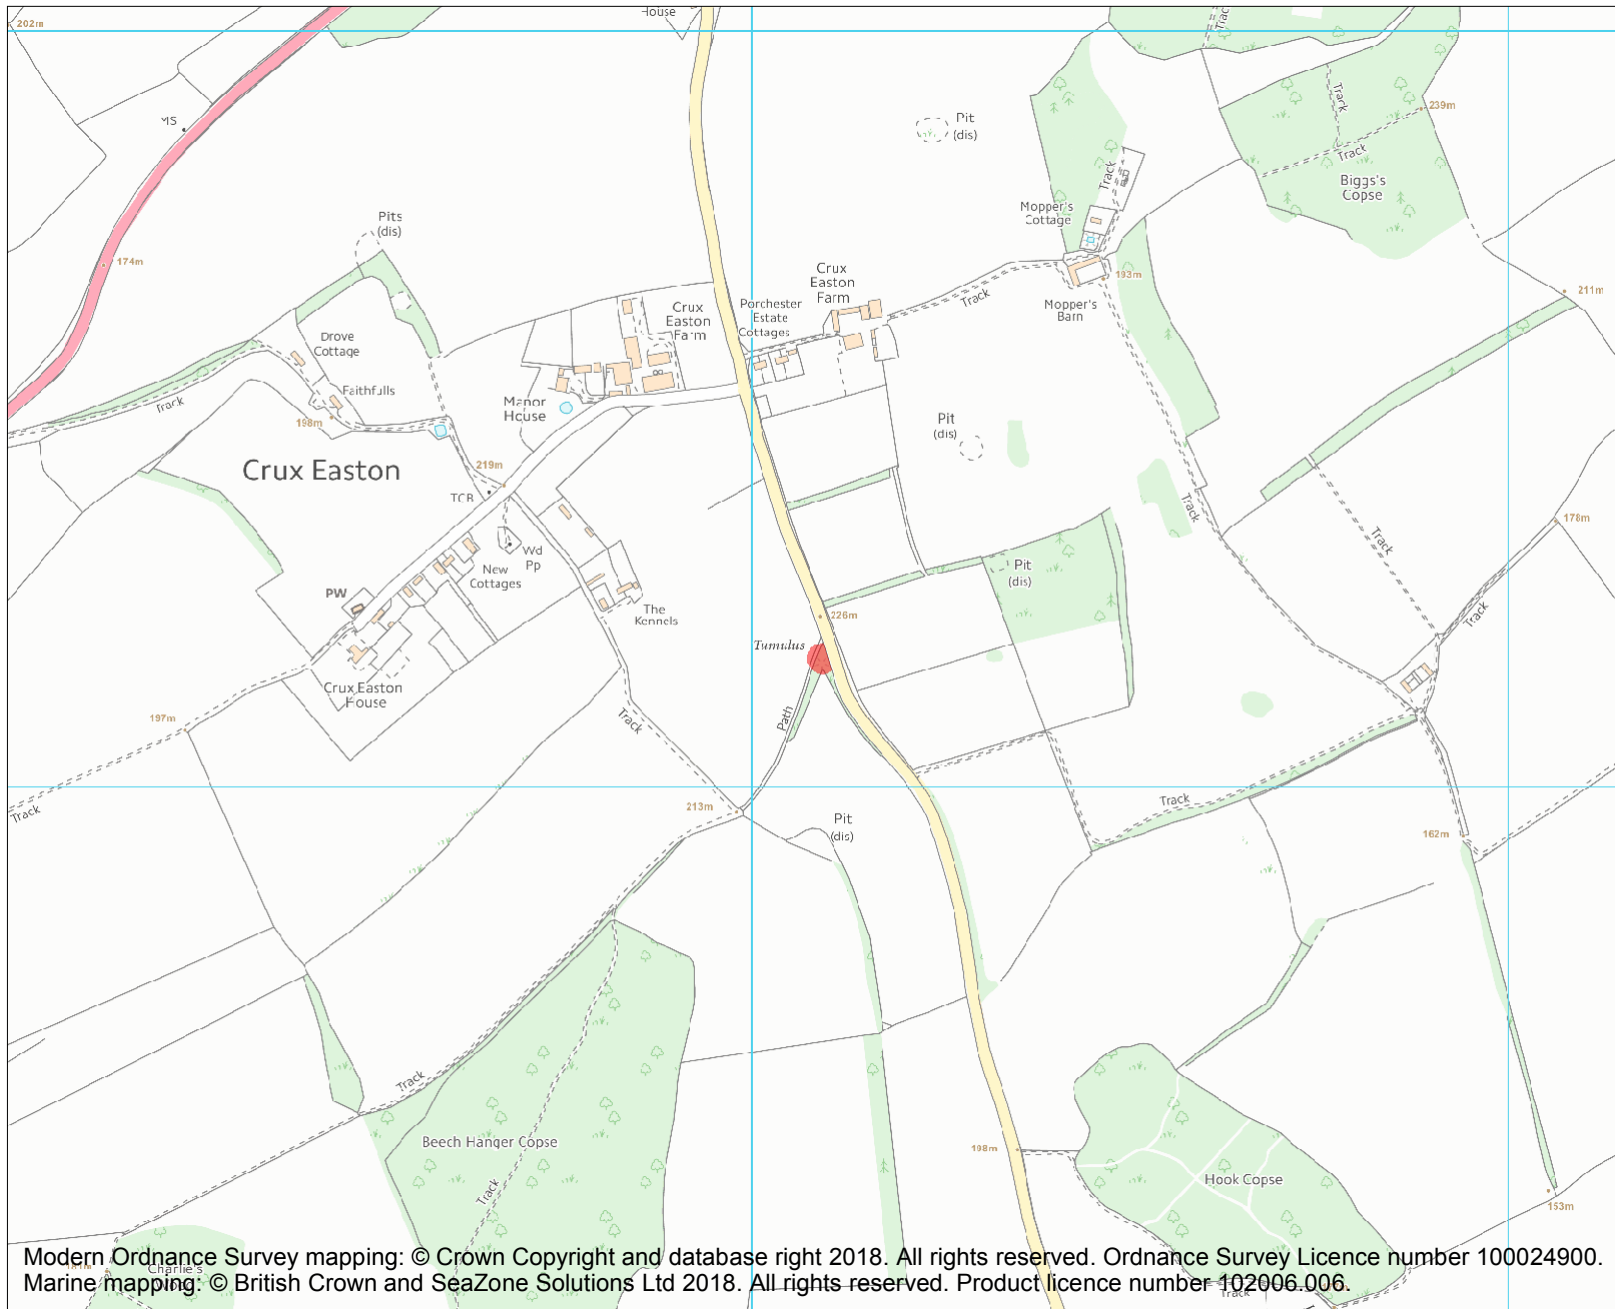 202m
House
Track
MS
Pit
(dis)
239m
Track
Track
Biggs's
Copse
Track
Mopper's
Cottage
Pits
(dis)
174m
193m
211m
Crux
Easton
Farm
Track
Mopper's
Barn
Crux
Easton
Farm
Porchester
Estate
Cottages
Drove
Cottage
Faithfulls
Track
198m
Manor
House
Pit
(dis)
Crux Easton
219m
TCB
Track
178m
Track
Wd
Pp
New
Cottages
Pit
(dis)
PW
The
Kennels
226m
Track
Tumulus
Crux Easton
House
197m
Track
Path
Track
213m
Track
Pit
(dis)
162m
Track
Beech Hanger Copse
198m
Track
Hook Copse
153m
Charlie's
Wood
Track
Modern Ordnance Survey mapping: © Crown Copyright and database right 2018. All rights reserved. Ordnance Survey Licence number 100024900.
Marine mapping: © British Crown and SeaZone Solutions Ltd 2018. All rights reserved. Product licence number 102006.006.